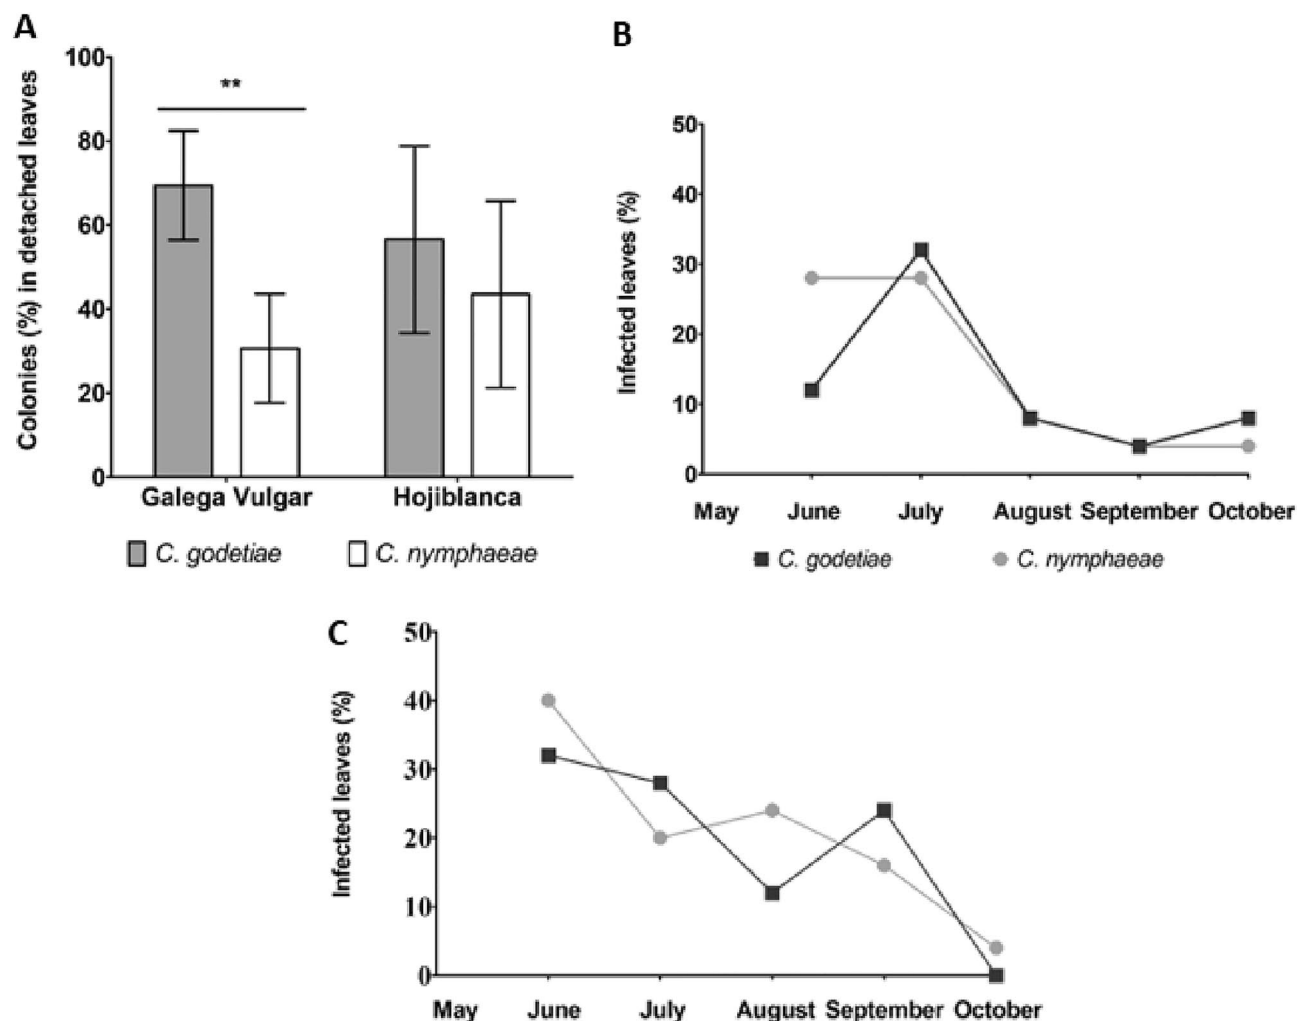 A
Colonies (%) in detached leaves
100
80
60
40
20
0
**
Galega Vulgar Hojiblanca
C. godetiae C. nymphaeae
B
Infected leaves (%)
50
40
30
20
10
0
May June July August September October
C. godetiae C. nymphaeae
C
Infected leaves (%)
50
40
30
20
10
0
May June July August September October